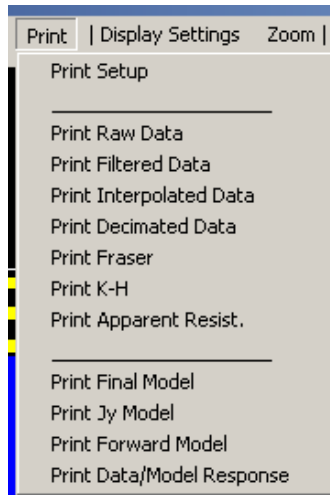 Print | Display Settings Zoom |
Print Setup
Print Raw Data
Print Filtered Data
Print Interpolated Data
Print Decimated Data
Print Fraser
Print K-H
Print Apparent Resist.
Print Final Model
Print Jy Model
Print Forward Model
Print Data/Model Response